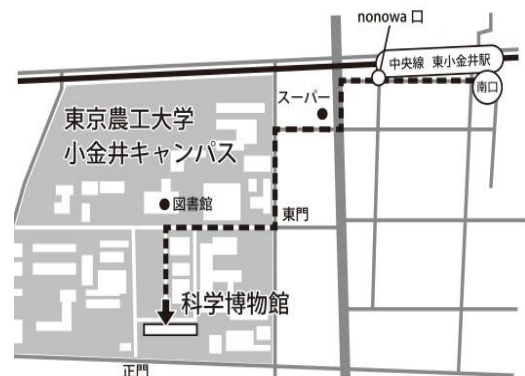 nonowa 口
中央線 東小金井駅
南口
スーパー
東京農工大学
小金井キャンパス
図書館
東門
科学博物館
正門